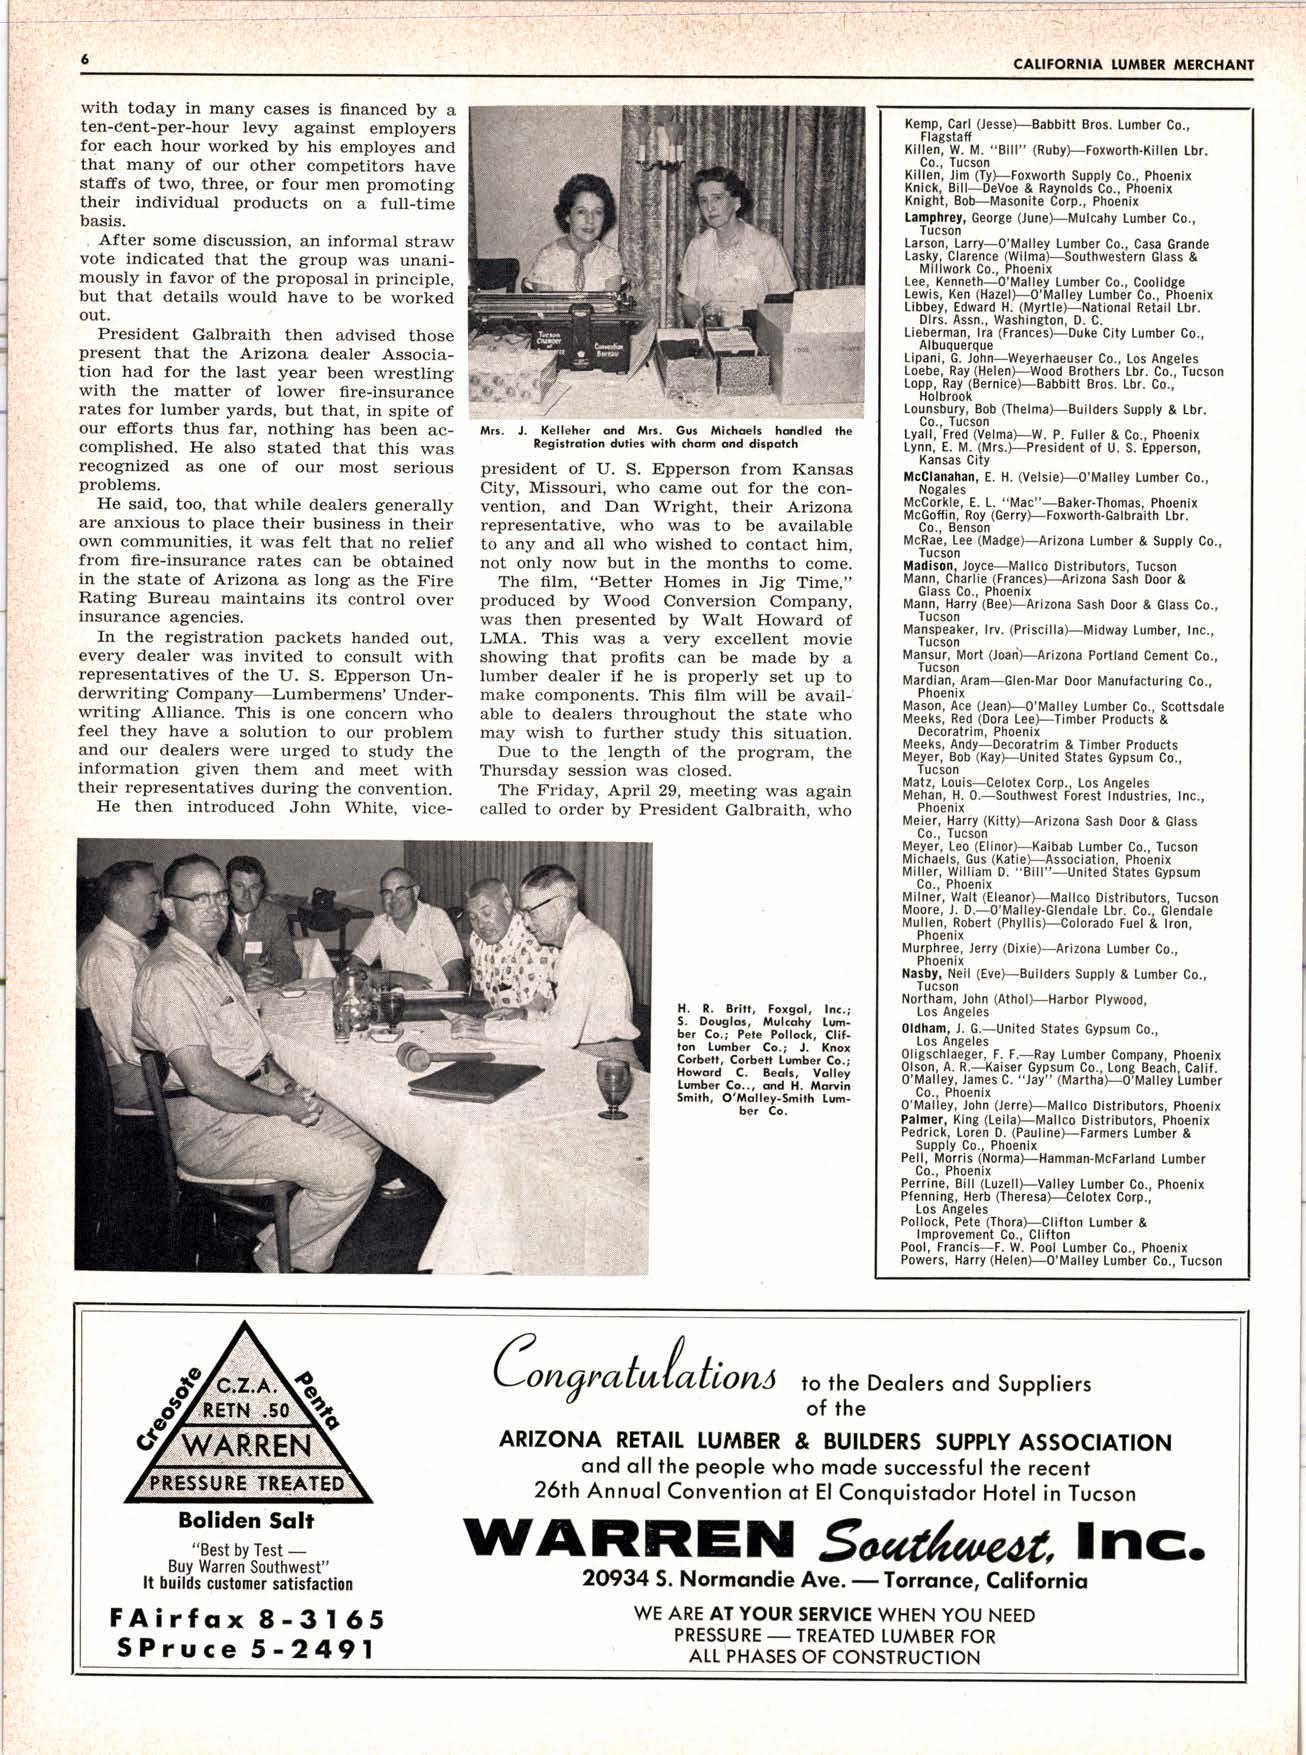 6
CALIFORNIA LUMBER MERCHANT
with today in many cases is financed by a
ten-cent-per-hour levy against employers
for each hour worked by his employes and
that many of our other competitors have
staffs of two, three, or four men promoting
their individual products on a full-time
basis.
After some discussion, an informal straw
vote indicated that the group was unani-
mously in favor of the proposal in principle,
but that details would have to be worked
out.
President Galbraith then advised those
present that the Arizona dealer Associa-
tion had for the last year been wrestling
with the matter of lower fire-insurance
rates for lumber yards, but that, in spite of
our efforts thus far, nothing has been ac-
complished. He also stated that this was
recognized as one of our most serious
problems.
He said, too, that while dealers generally
are anxious to place their business in their
own communities, it was felt that no relief
from fire-insurance rates can be obtained
in the state of Arizona as long as the Fire
Rating Bureau maintains its control over
insurance agencies.
In the registration packets handed out,
every dealer was invited to consult with
representatives of the U. S. Epperson Un-
derwriting Company—Lumbermens' Under-
writing Alliance. This is one concern who
feel they have a solution to our problem
and our dealers were urged to study the
information given them and meet with
their representatives during the convention.
He then introduced John White, vice-
Tucson
Convention
Bureau
Mrs. J. Kelleher and Mrs. Gus Michaels handled the
Registration duties with charm and dispatch
president of U. S. Epperson from Kansas
City, Missouri, who came out for the con-
vention, and Dan Wright, their Arizona
representative, who was to be available
to any and all who wished to contact him,
not only now but in the months to come.
The film, "Better Homes in Jig Time,"
produced by Wood Conversion Company,
was then presented by Walt Howard of
LMA. This was a very excellent movie
showing that profits can be made by a
lumber dealer if he is properly set up to
make components. This film will be avail-
able to dealers throughout the state who
may wish to further study this situation.
Due to the length of the program, the
Thursday session was closed.
The Friday, April 29, meeting was again
called to order by President Galbraith, who
H. R. Britt, Foxgal, Inc.;
S. Douglas, Mulcahy Lum-
ber Co.; Pete Pollock, Clif-
ton Lumber Co.; J. Knox
Corbett, Corbett Lumber Co.;
Howard C. Beals, Valley
Lumber Co.., and H. Marvin
Smith, O'Malley-Smith Lum-
ber Co.
Kemp, Carl (Jesse)—Babbitt Bros. Lumber Co.,
Flagstaff
Killen, W. M. "Bill" (Ruby)—Foxworth-Killen Lbr.
Co., Tucson
Killen, Jim (Ty)—Foxworth Supply Co., Phoenix
Knick, Bill—DeVoe & Raynolds Co., Phoenix
Knight, Bob—Masonite Corp., Phoenix
Lamphrey, George (June)—Mulcahy Lumber Co.,
Tucson
Larson, Larry—O'Malley Lumber Co., Casa Grande
Lasky, Clarence (Wilma)—Southwestern Glass &
Millwork Co., Phoenix
Lee, Kenneth—O'Malley Lumber Co., Coolidge
Lewis, Ken (Hazel)—O'Malley Lumber Co., Phoenix
Libbey, Edward H. (Myrtle)—National Retail Lbr.
Dlrs. Assn., Washington, D. C.
Lieberman, Ira (Frances)—Duke City Lumber Co.,
Albuquerque
Lipani, G. John—Weyerhaeuser Co., Los Angeles
Loebe, Ray (Helen)—Wood Brothers Lbr. Co., Tucson
Lopp, Ray (Bernice)—Babbitt Bros. Lbr. Co.,
Holbrook
Lounsbury, Bob (Thelma)—Builders Supply & Lbr.
Co., Tucson
Lyall, Fred (Velma)—W. P. Fuller & Co., Phoenix
Lynn, E. M. (Mrs.)—President of U. S. Epperson,
Kansas City
McClanahan, E. H. (Velsie)—O'Malley Lumber Co.,
Nogales
McCorkle, E. L. "Mac"—Baker-Thomas, Phoenix
McGoffin, Roy (Gerry)—Foxworth-Galbraith Lbr.
Co., Benson
McRae, Lee (Madge)—Arizona Lumber & Supply Co.,
Tucson
Madison, Joyce—Mallco Distributors, Tucson
Mann, Charlie (Frances)—Arizona Sash Door &
Glass Co., Phoenix
Mann, Harry (Bee)—Arizona Sash Door & Glass Co.,
Tucson
Manspeaker, Irv. (Priscilla)—Midway Lumber, Inc.,
Tucson
Mansur, Mort (Joan)—Arizona Portland Cement Co.,
Tucson
Mardian, Aram—Glen-Mar Door Manufacturing Co.,
Phoenix
Mason, Ace (Jean)—O'Malley Lumber Co., Scottsdale
Meeks, Red (Dora Lee)—Timber Products &
Decoratrim, Phoenix
Meeks, Andy—Decoratrim & Timber Products
Meyer, Bob (Kay)—United States Gypsum Co.,
Tucson
Matz, Louis—Celotex Corp., Los Angeles
Mehan, H. O.—Southwest Forest Industries, Inc.,
Phoenix
Meier, Harry (Kitty)—Arizona Sash Door & Glass
Co., Tucson
Meyer, Leo (Elinor)—Kaibab Lumber Co., Tucson
Michaels, Gus (Katie)—Association, Phoenix
Miller, William D. "Bill"—United States Gypsum
Co., Phoenix
Milner, Walt (Eleanor)—Mallco Distributors, Tucson
Moore, J. D.—O'Malley-Glendale Lbr. Co., Glendale
Mullen, Robert (Phyllis)—Colorado Fuel & Iron,
Phoenix
Murphree, Jerry (Dixie)—Arizona Lumber Co.,
Phoenix
Nasby, Neil (Eve)—Builders Supply & Lumber Co.,
Tucson
Northam, John (Athol)—Harbor Plywood,
Los Angeles
Oldham, J. G.—United States Gypsum Co.,
Los Angeles
Oligschlaeger, F. F.—Ray Lumber Company, Phoenix
Olson, A. R.—Kaiser Gypsum Co., Long Beach, Calif.
O'Malley, James C. "Jay" (Martha)—O'Malley Lumber
Co., Phoenix
O'Malley, John (Jerre)—Mallco Distributors, Phoenix
Palmer, King (Leila)—Mallco Distributors, Phoenix
Pedrick, Loren D. (Pauline)—Farmers Lumber &
Supply Co., Phoenix
Pell, Morris (Norma)—Hamman-McFarland Lumber
Co., Phoenix
Perrine, Bill (Luzell)—Valley Lumber Co., Phoenix
Pfenning, Herb (Theresa)—Celotex Corp.,
Los Angeles
Pollock, Pete (Thora)—Clifton Lumber &
Improvement Co., Clifton
Pool, Francis—F. W. Pool Lumber Co., Phoenix
Powers, Harry (Helen)—O'Malley Lumber Co., Tucson
Creosote
Penta
C.Z.A.
RETN .50
WARREN
PRESSURE TREATED
Boliden Salt
"Best by Test —
Buy Warren Southwest"
It builds customer satisfaction
FAirfax 8-3165
SPruce 5-2491
Congratulations to the Dealers and Suppliers
of the
ARIZONA RETAIL LUMBER & BUILDERS SUPPLY ASSOCIATION
and all the people who made successful the recent
26th Annual Convention at El Conquistador Hotel in Tucson
WARREN Southwest, Inc.
20934 S. Normandie Ave. — Torrance, California
WE ARE AT YOUR SERVICE WHEN YOU NEED
PRESSURE — TREATED LUMBER FOR
ALL PHASES OF CONSTRUCTION